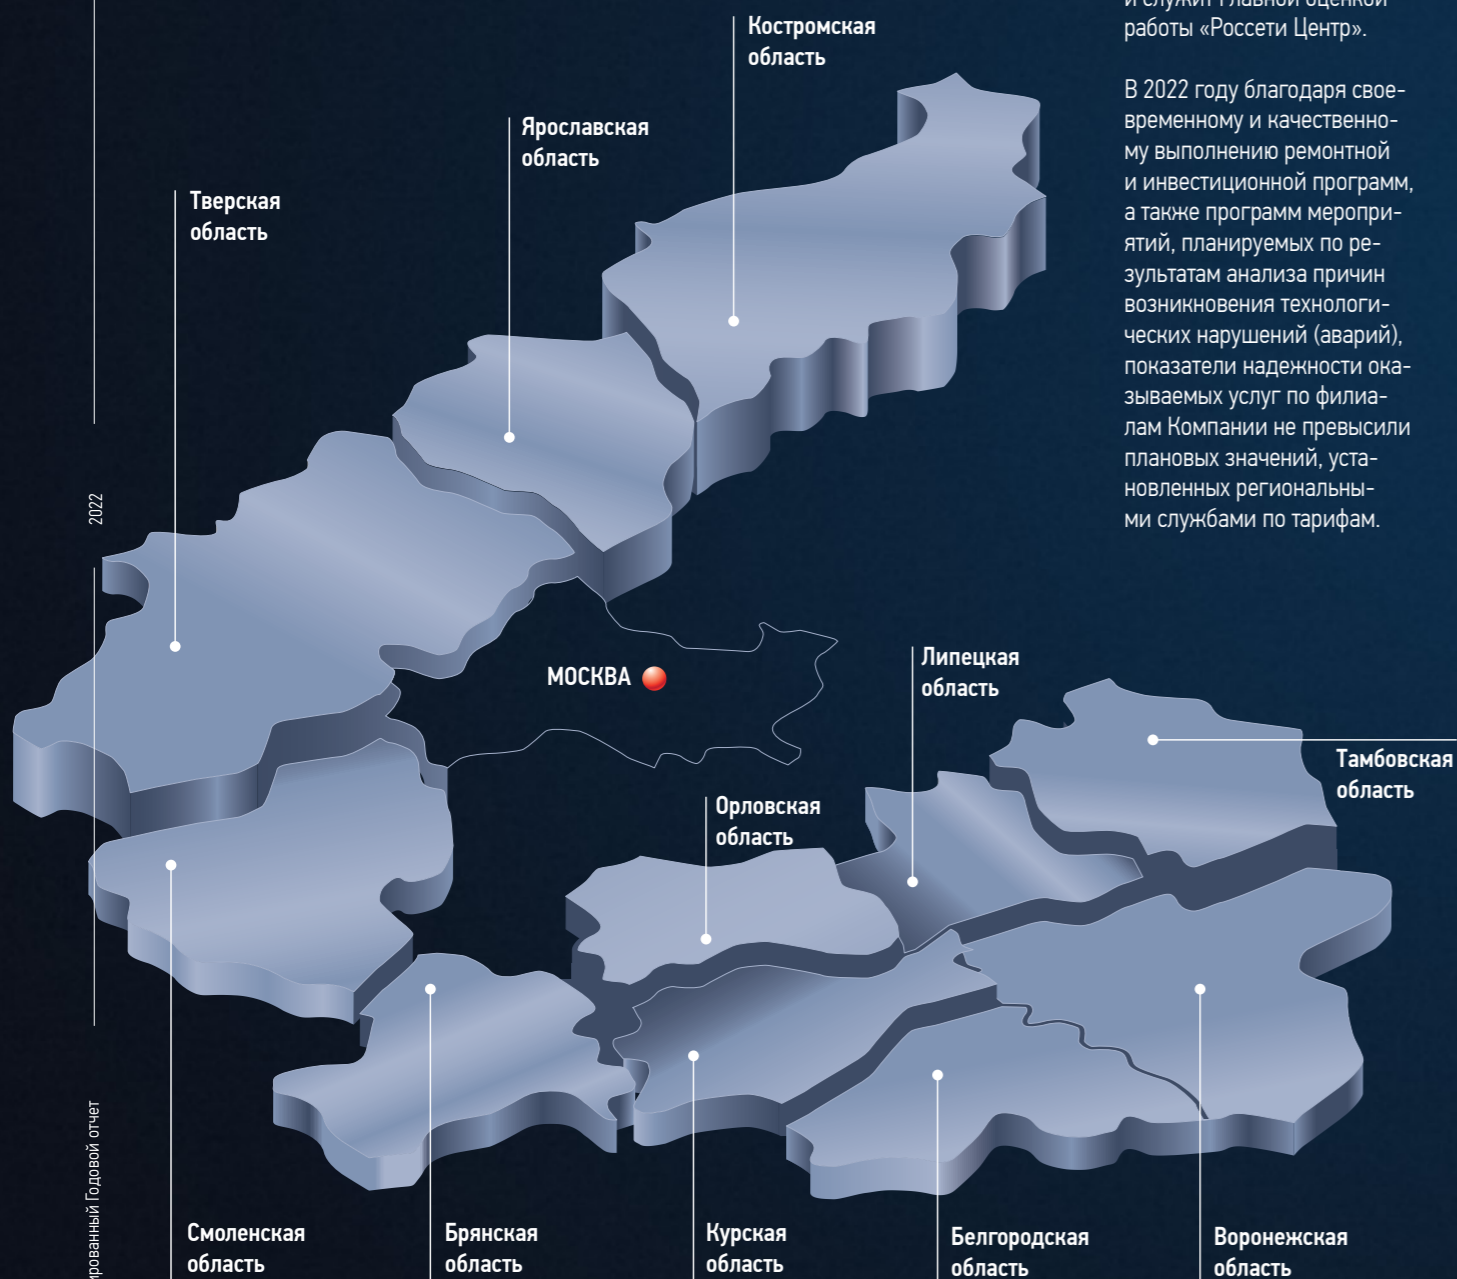 Костромская
область
Ярославская
область
Тверская
область
и служит главной оценкой
работы «Россети Центр».
В 2022 году благодаря свое-
временному и качественно-
му выполнению ремонтной
и инвестиционной программ,
а также программ меропри-
ятий, планируемых по ре-
зультатам анализа причин
возникновения технологи-
ческих нарушений (аварий),
показатели надежности ока-
зываемых услуг по филиа-
лам Компании не превысили
плановых значений, уста-
новленных региональны-
ми службами по тарифам.
2022
МОСКВА
Липецкая
область
Тамбовская
область
Орловская
область
Смоленская
область
Брянская
область
Курская
область
Белгородская
область
Воронежская
область
Годовой отчет